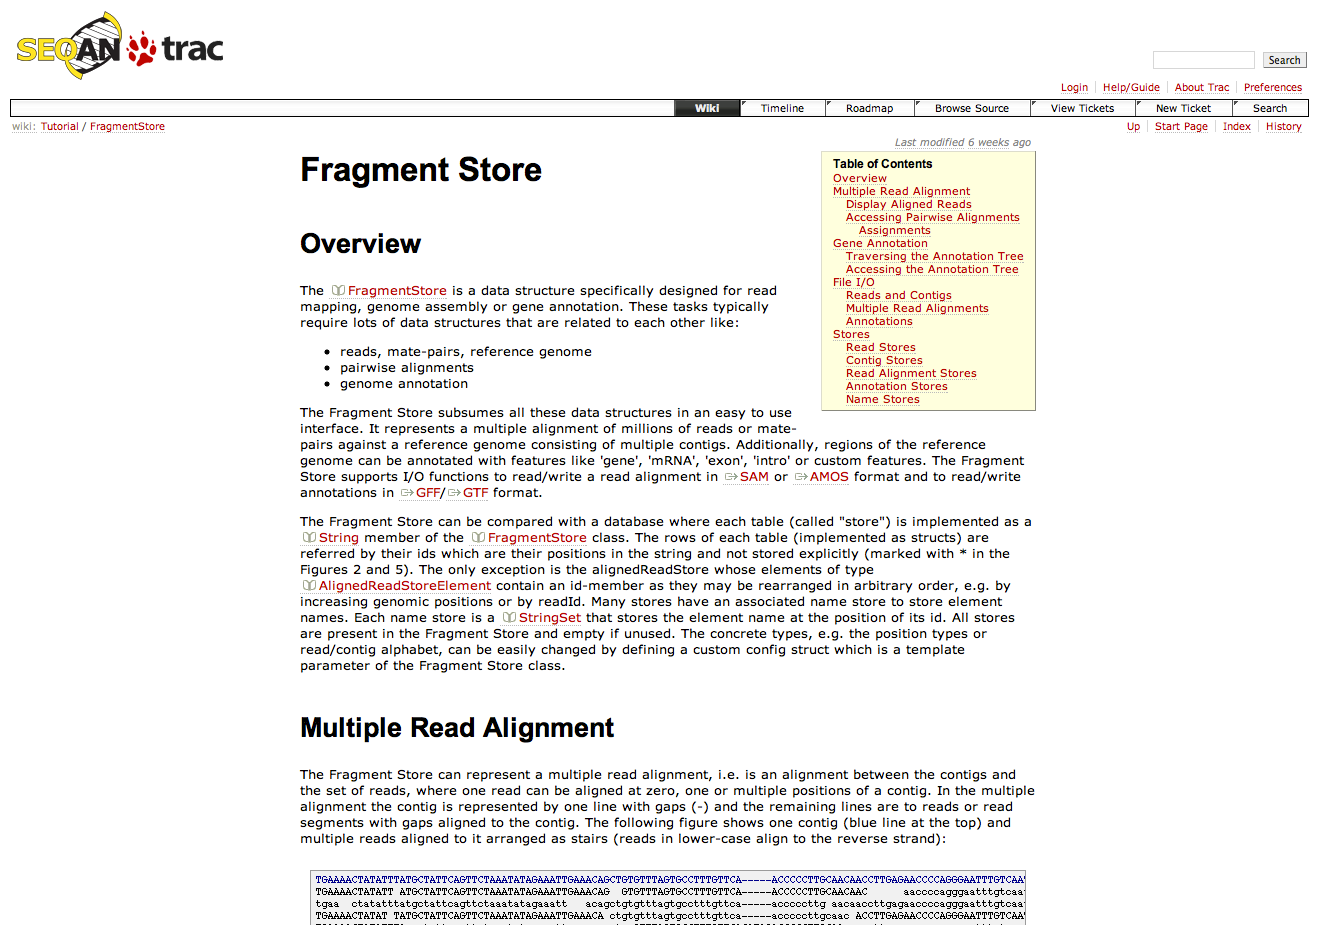 SEQAN trac
Search
Login Help/Guide About Trac Preferences
Wiki Timeline Roadmap Browse Source View Tickets New Ticket Search
wiki: Tutorial / FragmentStore
Up Start Page Index History
Last modified 6 weeks ago
Fragment Store
Table of Contents
Overview
Multiple Read Alignment
Display Aligned Reads
Accessing Pairwise Alignments
Assignments
Gene Annotation
Traversing the Annotation Tree
Accessing the Annotation Tree
File I/O
Reads and Contigs
Multiple Read Alignments
Annotations
Stores
Read Stores
Contig Stores
Read Alignment Stores
Annotation Stores
Name Stores
Overview
The FragmentStore is a data structure specifically designed for read
mapping, genome assembly or gene annotation. These tasks typically
require lots of data structures that are related to each other like:
• reads, mate-pairs, reference genome
• pairwise alignments
• genome annotation
The Fragment Store subsumes all these data structures in an easy to use
interface. It represents a multiple alignment of millions of reads or mate-
pairs against a reference genome consisting of multiple contigs. Additionally, regions of the reference
genome can be annotated with features like 'gene', 'mRNA', 'exon', 'intro' or custom features. The Fragment
Store supports I/O functions to read/write a read alignment in SAM or AMOS format and to read/write
annotations in GFF/ GTF format.
The Fragment Store can be compared with a database where each table (called "store") is implemented as a
String member of the FragmentStore class. The rows of each table (implemented as structs) are
referred by their ids which are their positions in the string and not stored explicitly (marked with * in the
Figures 2 and 5). The only exception is the alignedReadStore whose elements of type
AlignedReadStoreElement contain an id-member as they may be rearranged in arbitrary order, e.g. by
increasing genomic positions or by readId. Many stores have an associated name store to store element
names. Each name store is a StringSet that stores the element name at the position of its id. All stores
are present in the Fragment Store and empty if unused. The concrete types, e.g. the position types or
read/contig alphabet, can be easily changed by defining a custom config struct which is a template
parameter of the Fragment Store class.
Multiple Read Alignment
The Fragment Store can represent a multiple read alignment, i.e. is an alignment between the contigs and
the set of reads, where one read can be aligned at zero, one or multiple positions of a contig. In the multiple
alignment the contig is represented by one line with gaps (-) and the remaining lines are to reads or read
segments with gaps aligned to the contig. The following figure shows one contig (blue line at the top) and
multiple reads aligned to it arranged as stairs (reads in lower-case align to the reverse strand):
TGAAAACTATATTTATGCTATTCAGTTCTAAATATAGAAATTGAAACAGCTGTGTTTAGTGCCTTTGTTCA-----ACCCCCTTGCAACAACCTTGAGAACCCCAGGGAATTTGTCAA
TGAAAACTATATT ATGCTATTCAGTTCTAAATATAGAAATTGAAACAG GTGTTTAGTGCCTTTGTTCA-----ACCCCCTTGCAACAAC aaccccagggaatttgtcaa
tgaa ctatatttatgctattcagttctaaatatagaaatt acagctgtgtttagtgcctttgttca-----acccccttg aacaaccttgagaaccccagggaatttgtcaa
TGAAAACTATAT TATGCTATTCAGTTCTAAATATAGAAATTGAAACA ctgtgtttagtgcctttgttca-----acccccttgcaac ACCTTGAGAACCCCAGGGAATTTGTCAA